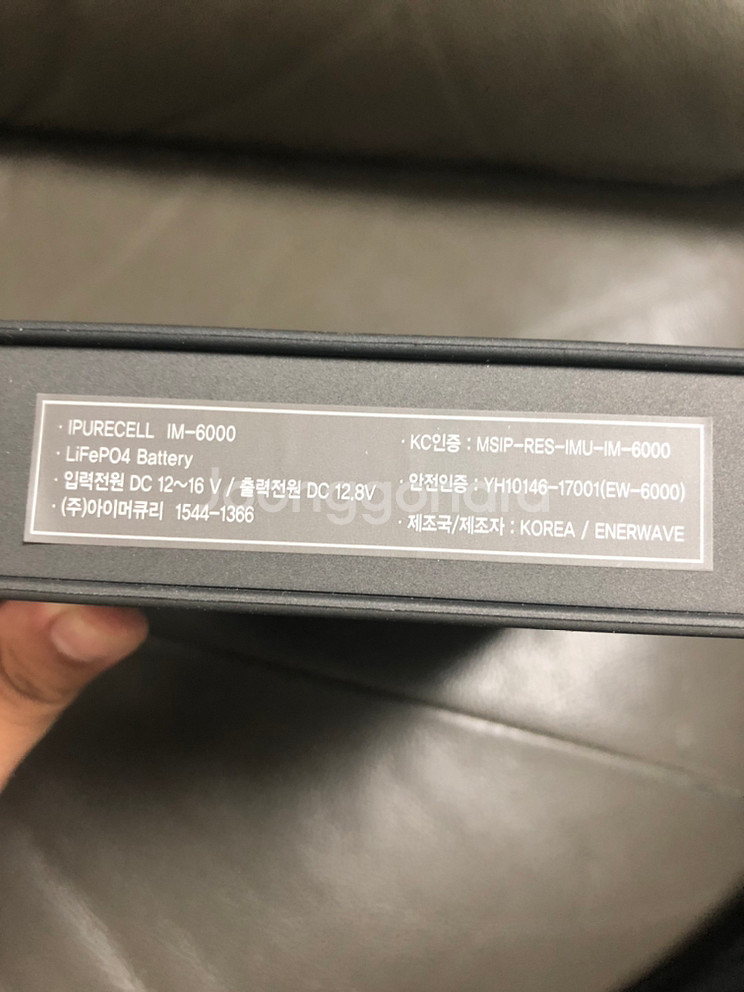 · IPURECELL IM-6000
· LiFePO4 Battery
· 입력전원 DC 12~16 V / 출력전원 DC 12.8V
· (주)아이머큐리 1544-1366
· KC인증 : MSIP-RES-IMU-IM-6000
· 안전인증 : YH10146-17001(EW-6000)
· 제조국/제조자 : KOREA / ENERWAVE
Joonggonara